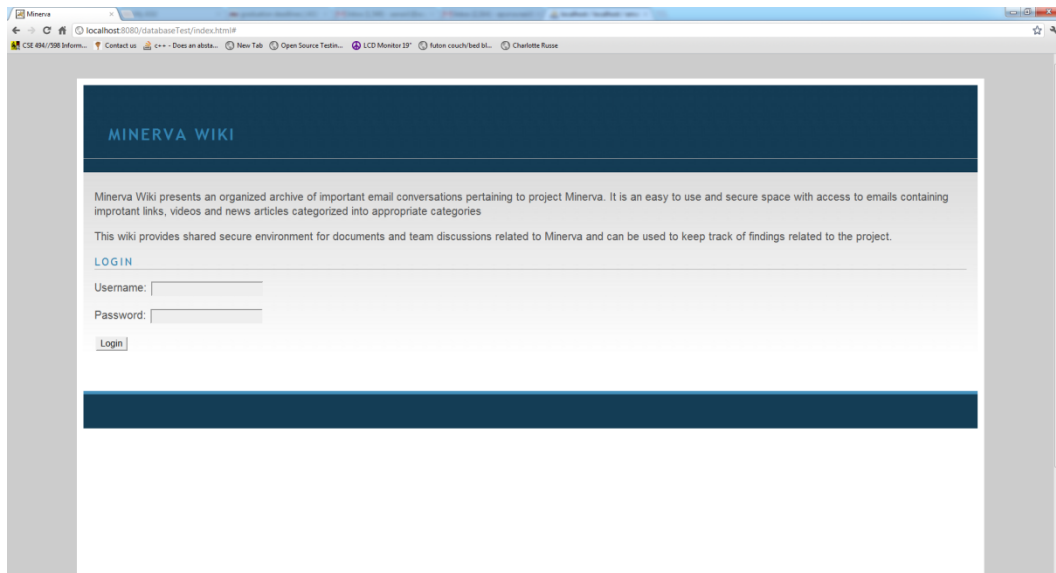 Minerva
localhost:8080/databaseTest/index.html#
CSE 494//598 Inform... Contact us c++ - Does an absta... New Tab Open Source Testin... LCD Monitor 19" futon couch/bed bl... Charlotte Russe
MINERVA WIKI
Minerva Wiki presents an organized archive of important email conversations pertaining to project Minerva. It is an easy to use and secure space with access to emails containing
improtant links, videos and news articles categorized into appropriate categories
This wiki provides shared secure environment for documents and team discussions related to Minerva and can be used to keep track of findings related to the project.
LOGIN
Username:
Password:
Login